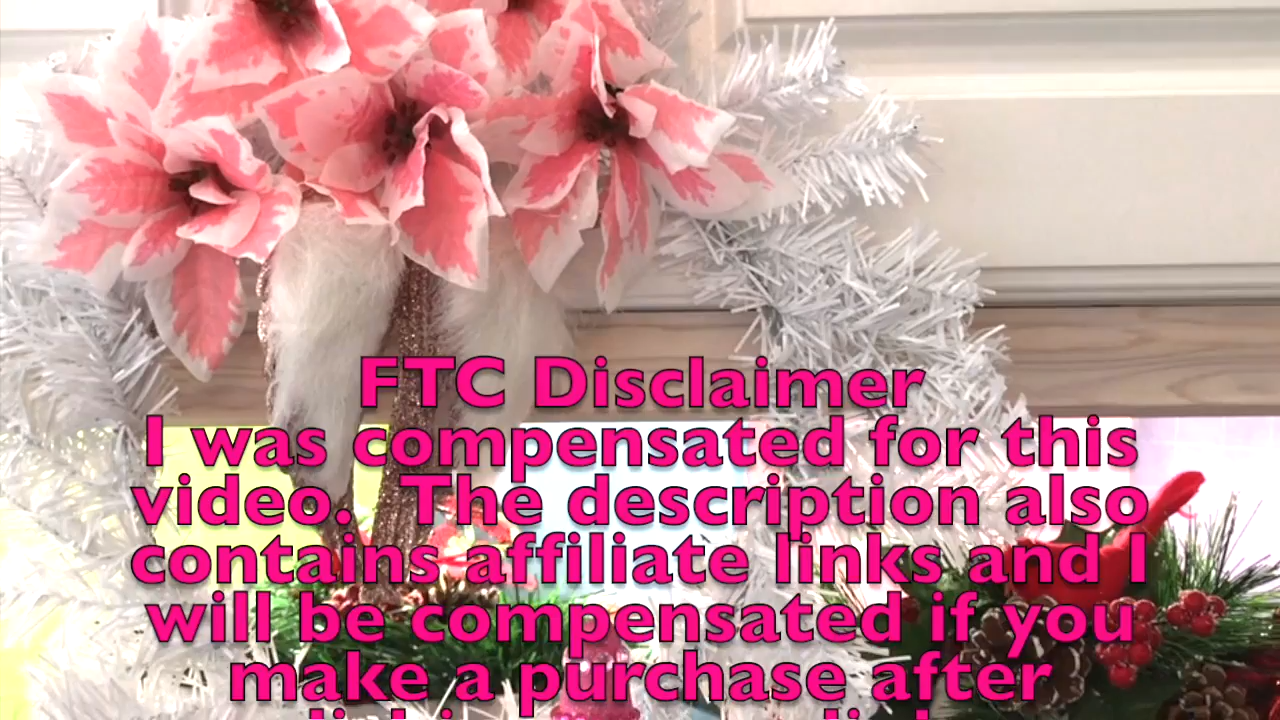 FTC Disclaimer
I was compensated for this
video.  The description also
contains affiliate links and I
will be compensated if you
make a purchase after